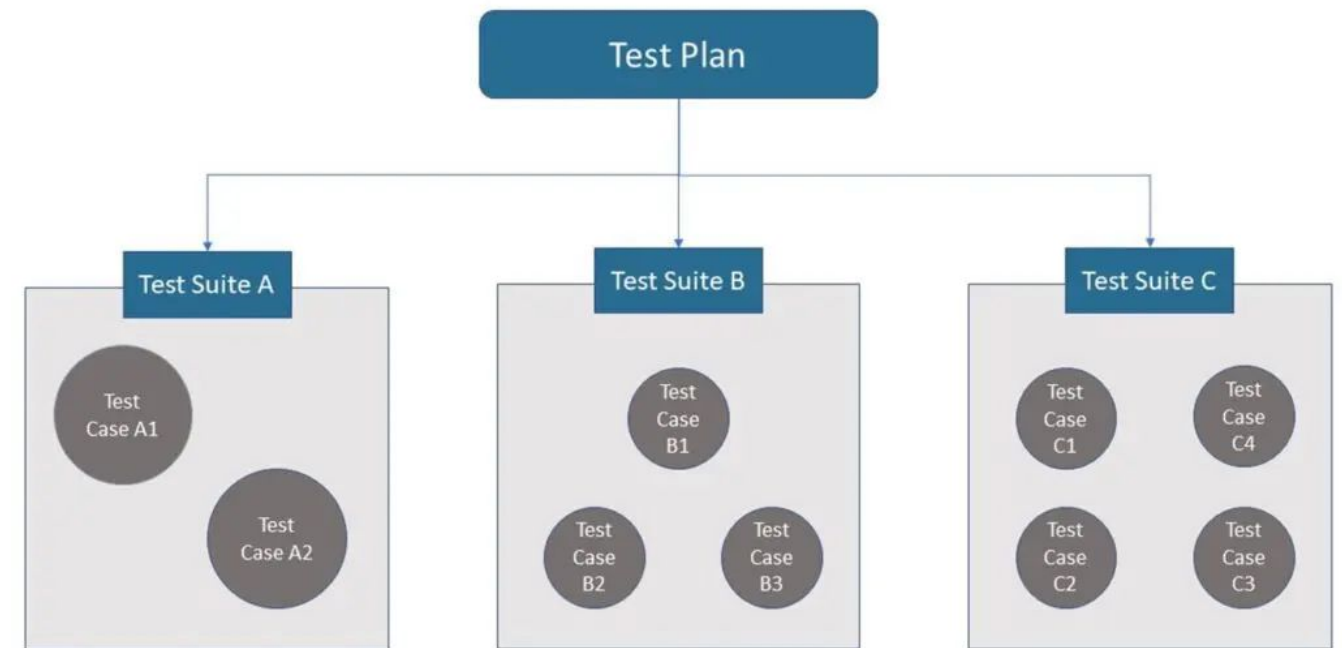 Test Plan
Test Suite A
Test
Case A1
Test
Case A2
Test Suite B
Test
Case
B1
Test
Case
B2
Test
Case
B3
Test Suite C
Test
Case
C1
Test
Case
C4
Test
Case
C2
Test
Case
C3